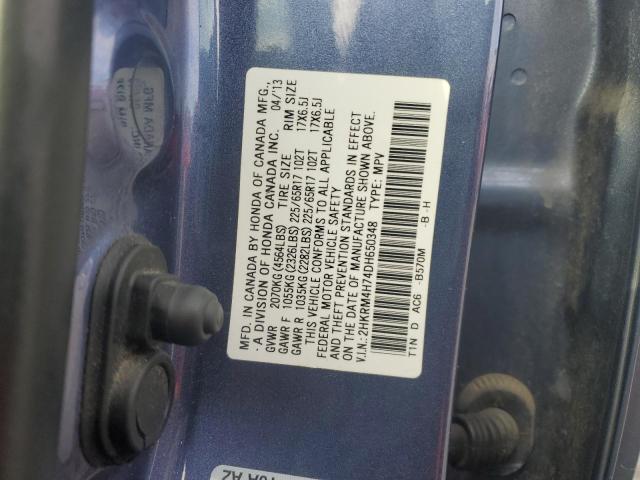 MFD. IN CANADA BY HONDA OF CANADA MFG.,
A DIVISION OF HONDA CANADA INC. 04/13
GVWR 2070KG(4564LBS) TIRE SIZE RIM SIZE
GAWR F 1055KG(2326LBS) 225/65R17 102T 17X6.5J
GAWR R 1035KG(2282LBS) 225/65R17 102T 17X6.5J
THIS VEHICLE CONFORMS TO ALL APPLICABLE
FEDERAL MOTOR VEHICLE SAFETY
AND THEFT PREVENTION STANDARDS IN EFFECT
ON THE DATE OF MANUFACTURE SHOWN ABOVE.
V.I.N.: 2HKRM4H74DH650348 TYPE: MPV
T1N D AC6 -B570M -B -H